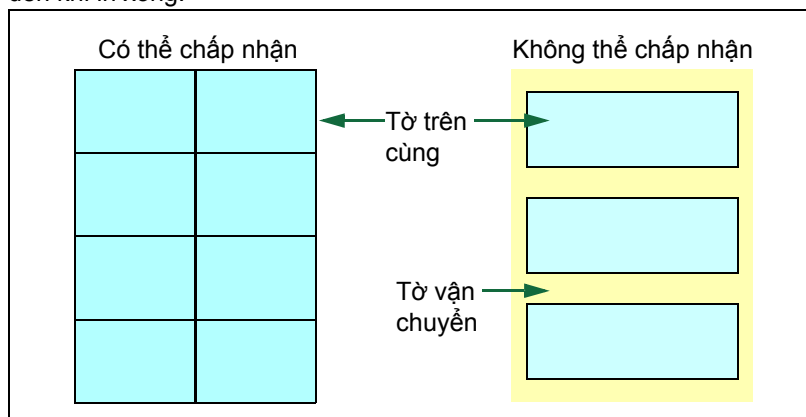 Có thể chấp nhận
Không thể chấp nhận
Tờ trên
cùng
Tờ vận
chuyển